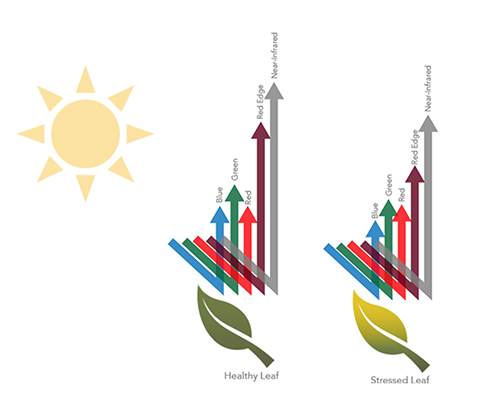 Blue
Green
Red
Red Edge
Near-Infrared
Healthy Leaf
Blue
Green
Red
Red Edge
Near-Infrared
Stressed Leaf